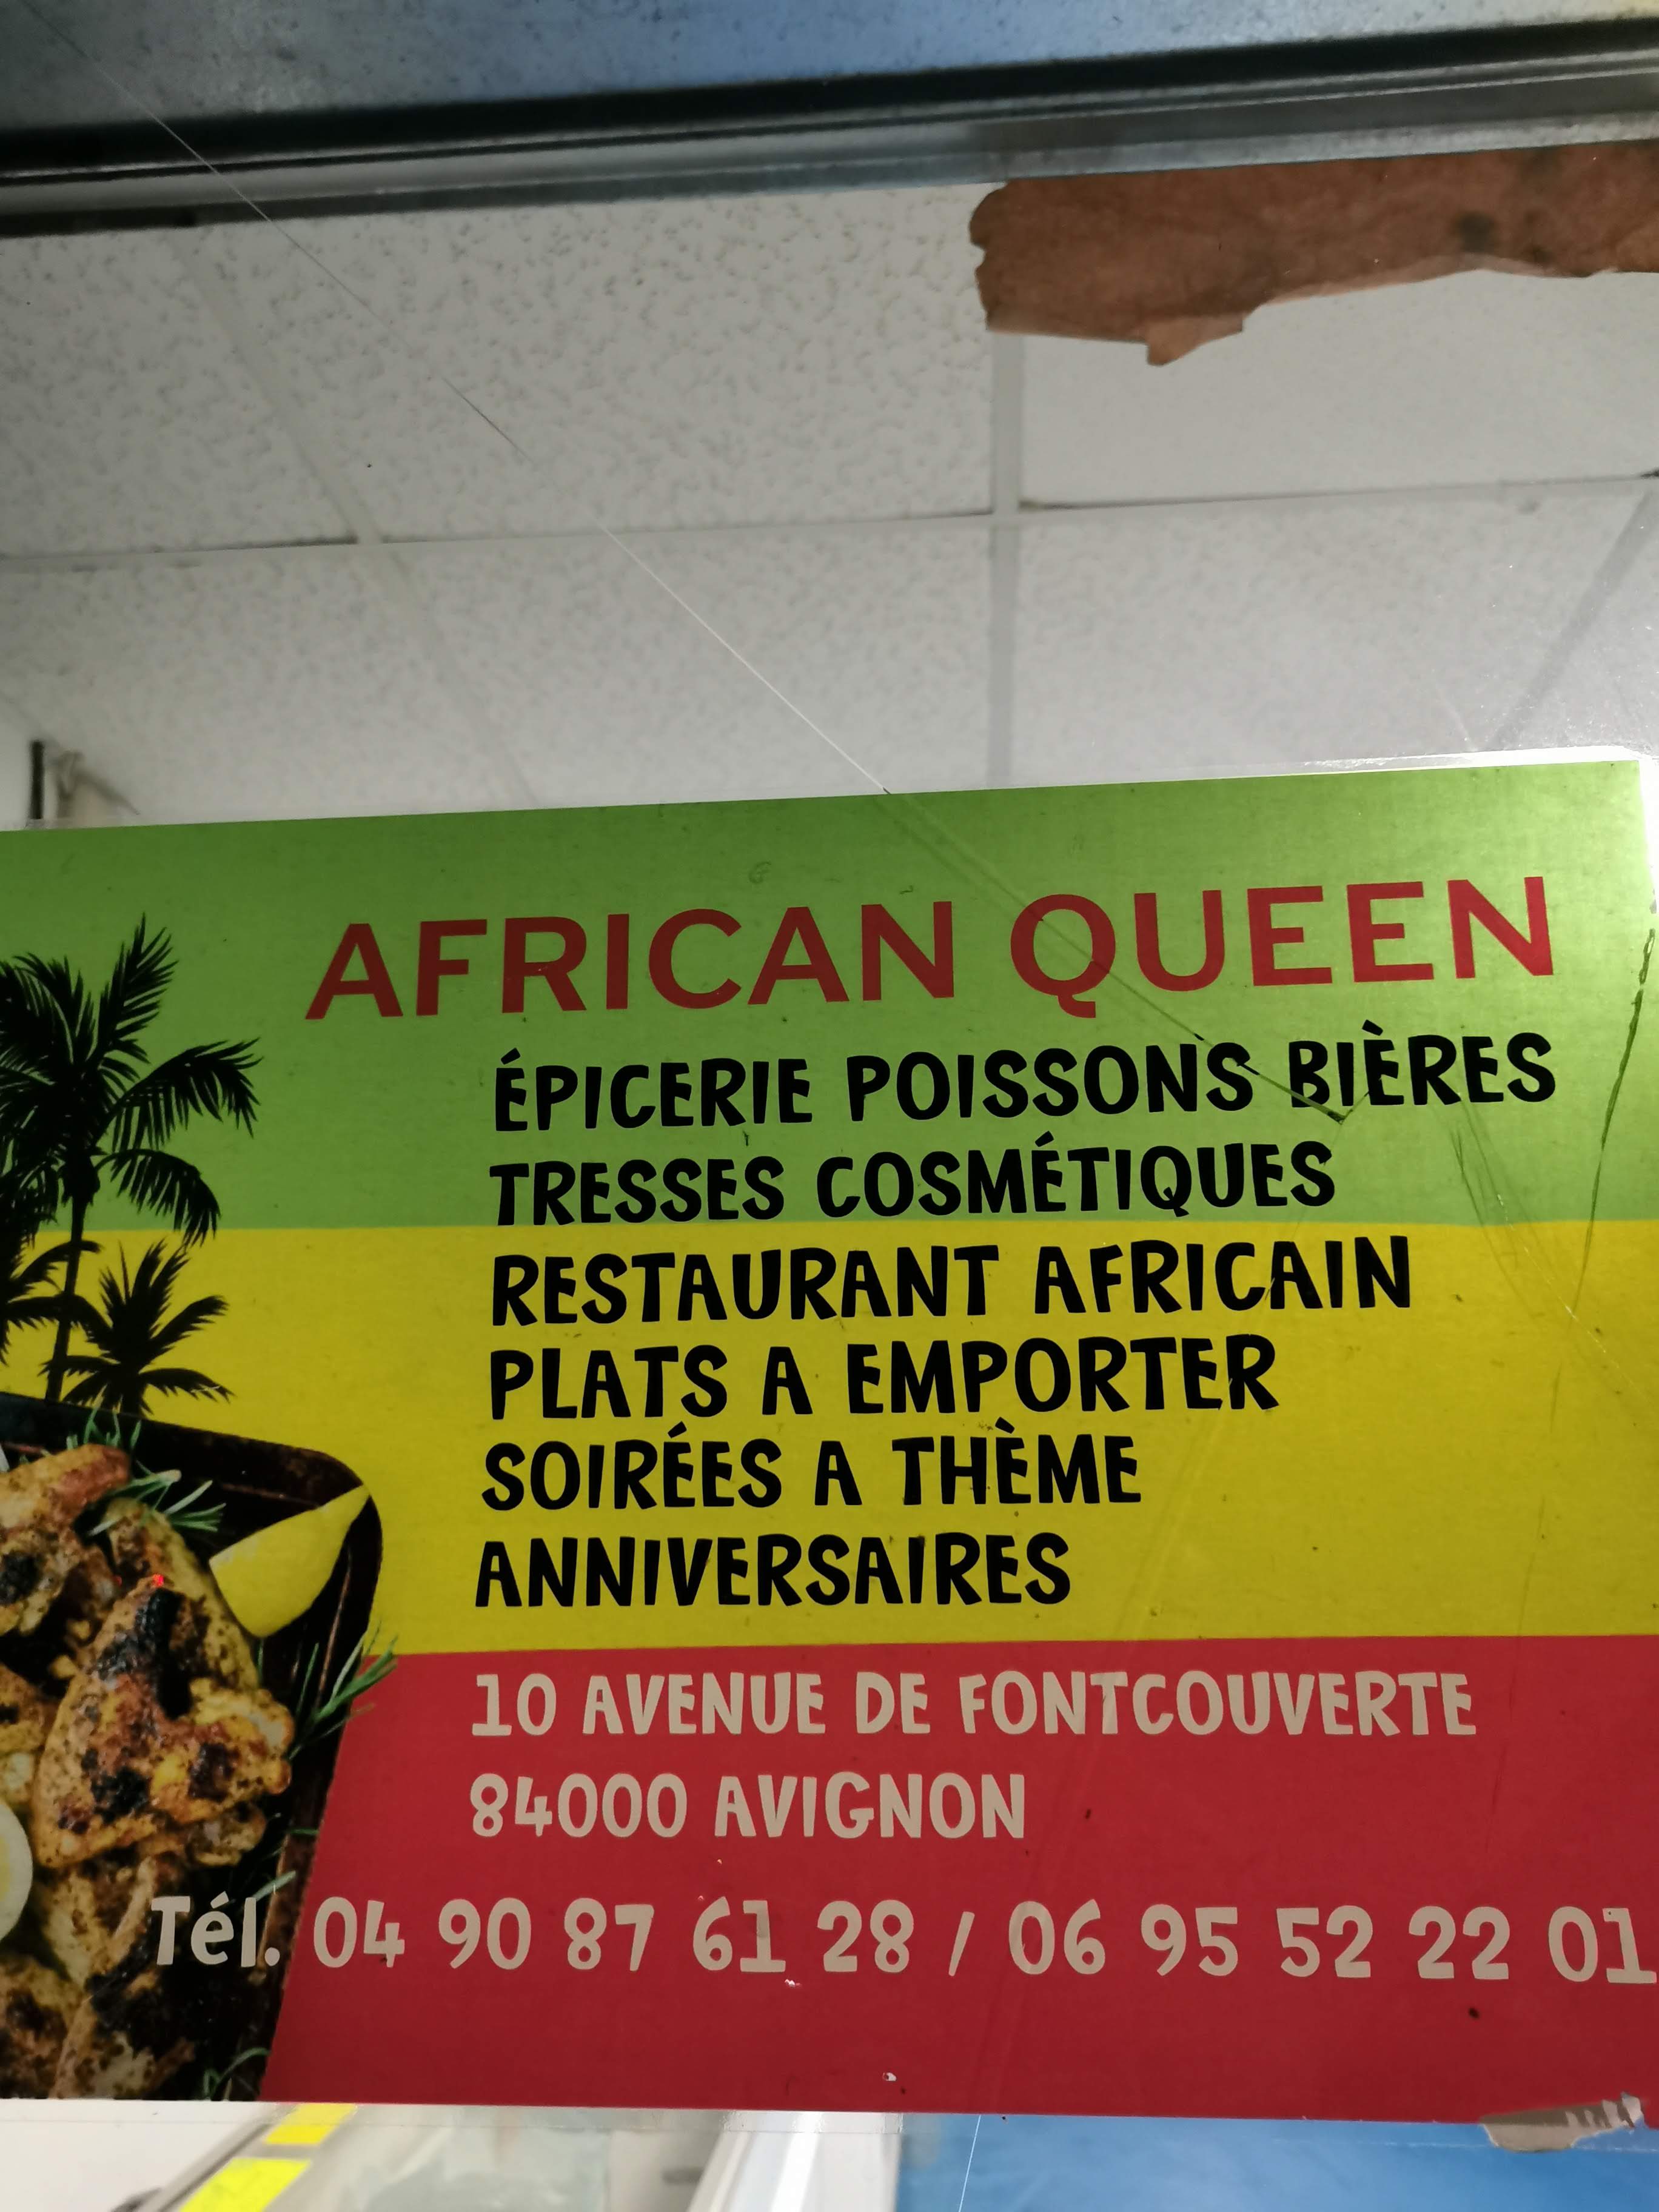 AFRICAN QUEEN
ÉPICERIE POISSONS BIÈRES
TRESSES COSMÉTIQUES
RESTAURANT AFRICAIN
PLATS A EMPORTER
SOIRÉES A THÈME
ANNIVERSAIRES
10 AVENUE DE FONTCOUVERTE
84000 AVIGNON
Tél. 04 90 87 61 28 / 06 95 52 22 01